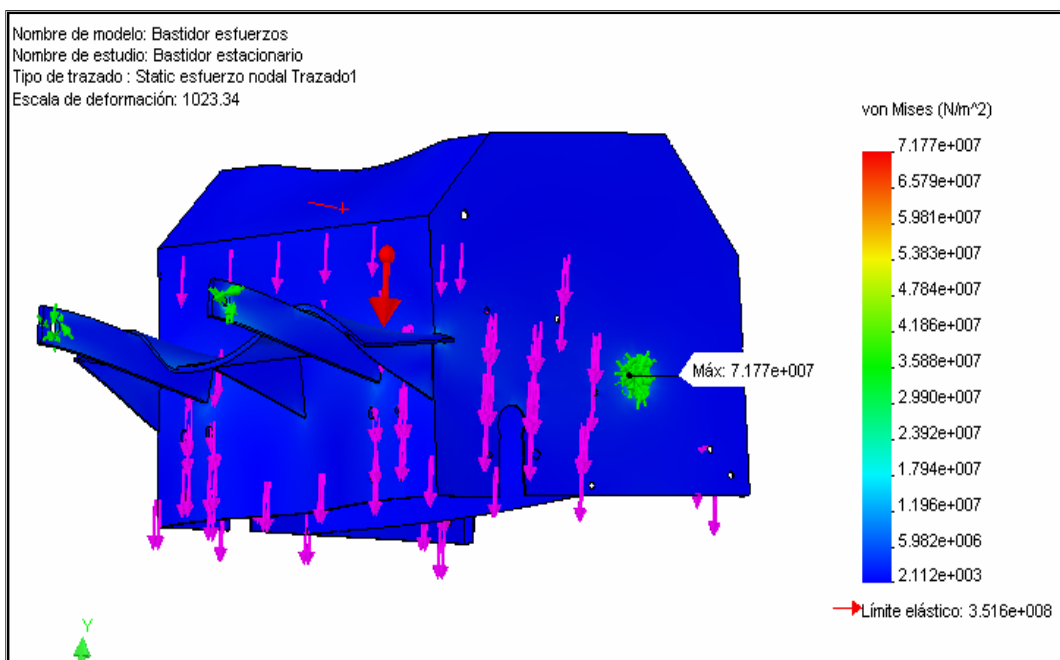 Nombre de modelo: Bastidor esfuerzos
Nombre de estudio: Bastidor estacionario
Tipo de trazado : Static esfuerzo nodal Trazado1
Escala de deformación: 1023.34
von Mises (N/m^2)
7.177e+007
6.579e+007
5.981e+007
5.383e+007
4.784e+007
4.186e+007
3.588e+007
2.990e+007
2.392e+007
1.794e+007
1.196e+007
5.982e+006
2.112e+003
Límite elástico: 3.516e+008
Máx: 7.177e+007
Y